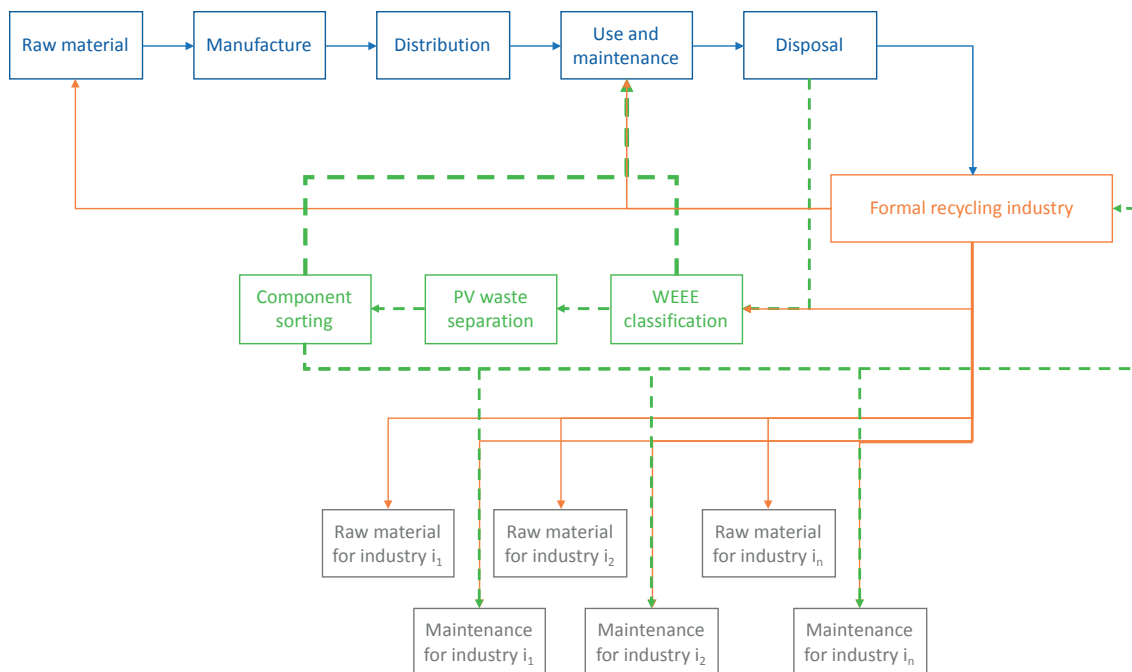 Raw material
Manufacture
Distribution
Use and
maintenance
Disposal
Formal recycling industry
Component
sorting
PV waste
separation
WEEE
classification
Raw material
for industry i₁
Raw material
for industry i₂
Raw material
for industry iₙ
Maintenance
for industry i₁
Maintenance
for industry i₂
Maintenance
for industry iₙ